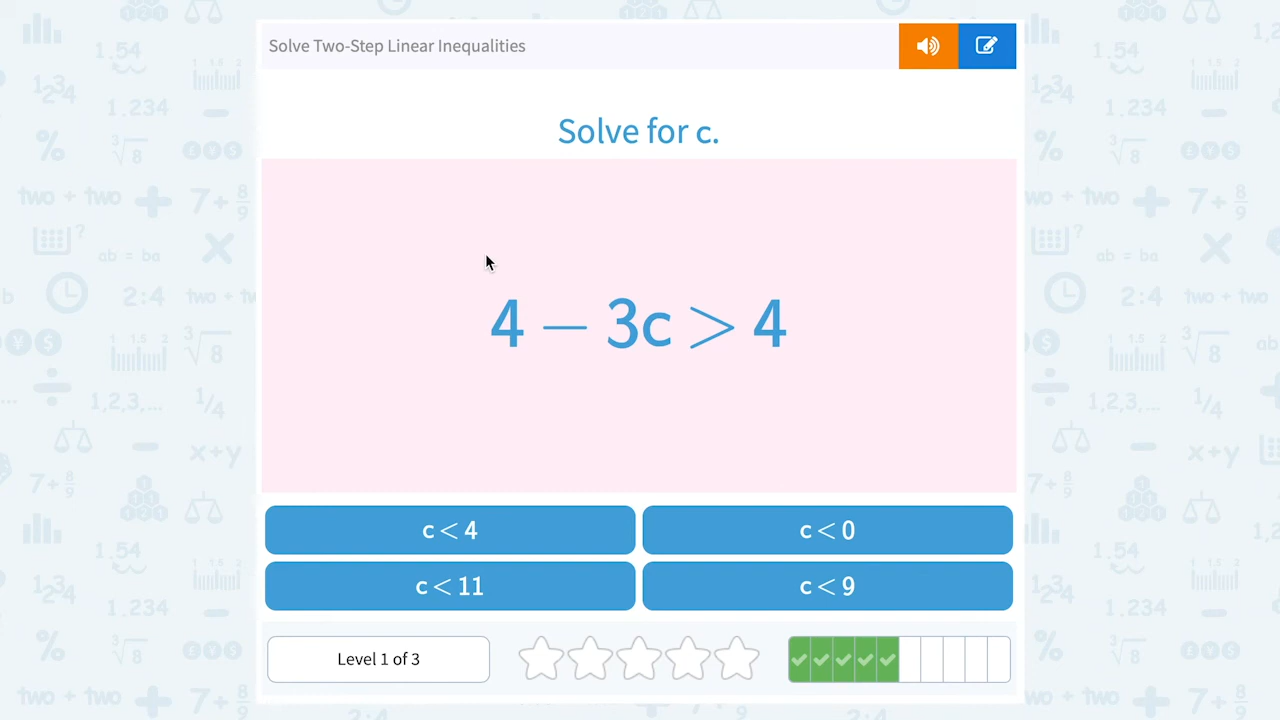 Solve Two-Step Linear Inequalities
Solve for c.
4 − 3c > 4
c < 4
c < 0
c < 11
c < 9
Level 1 of 3